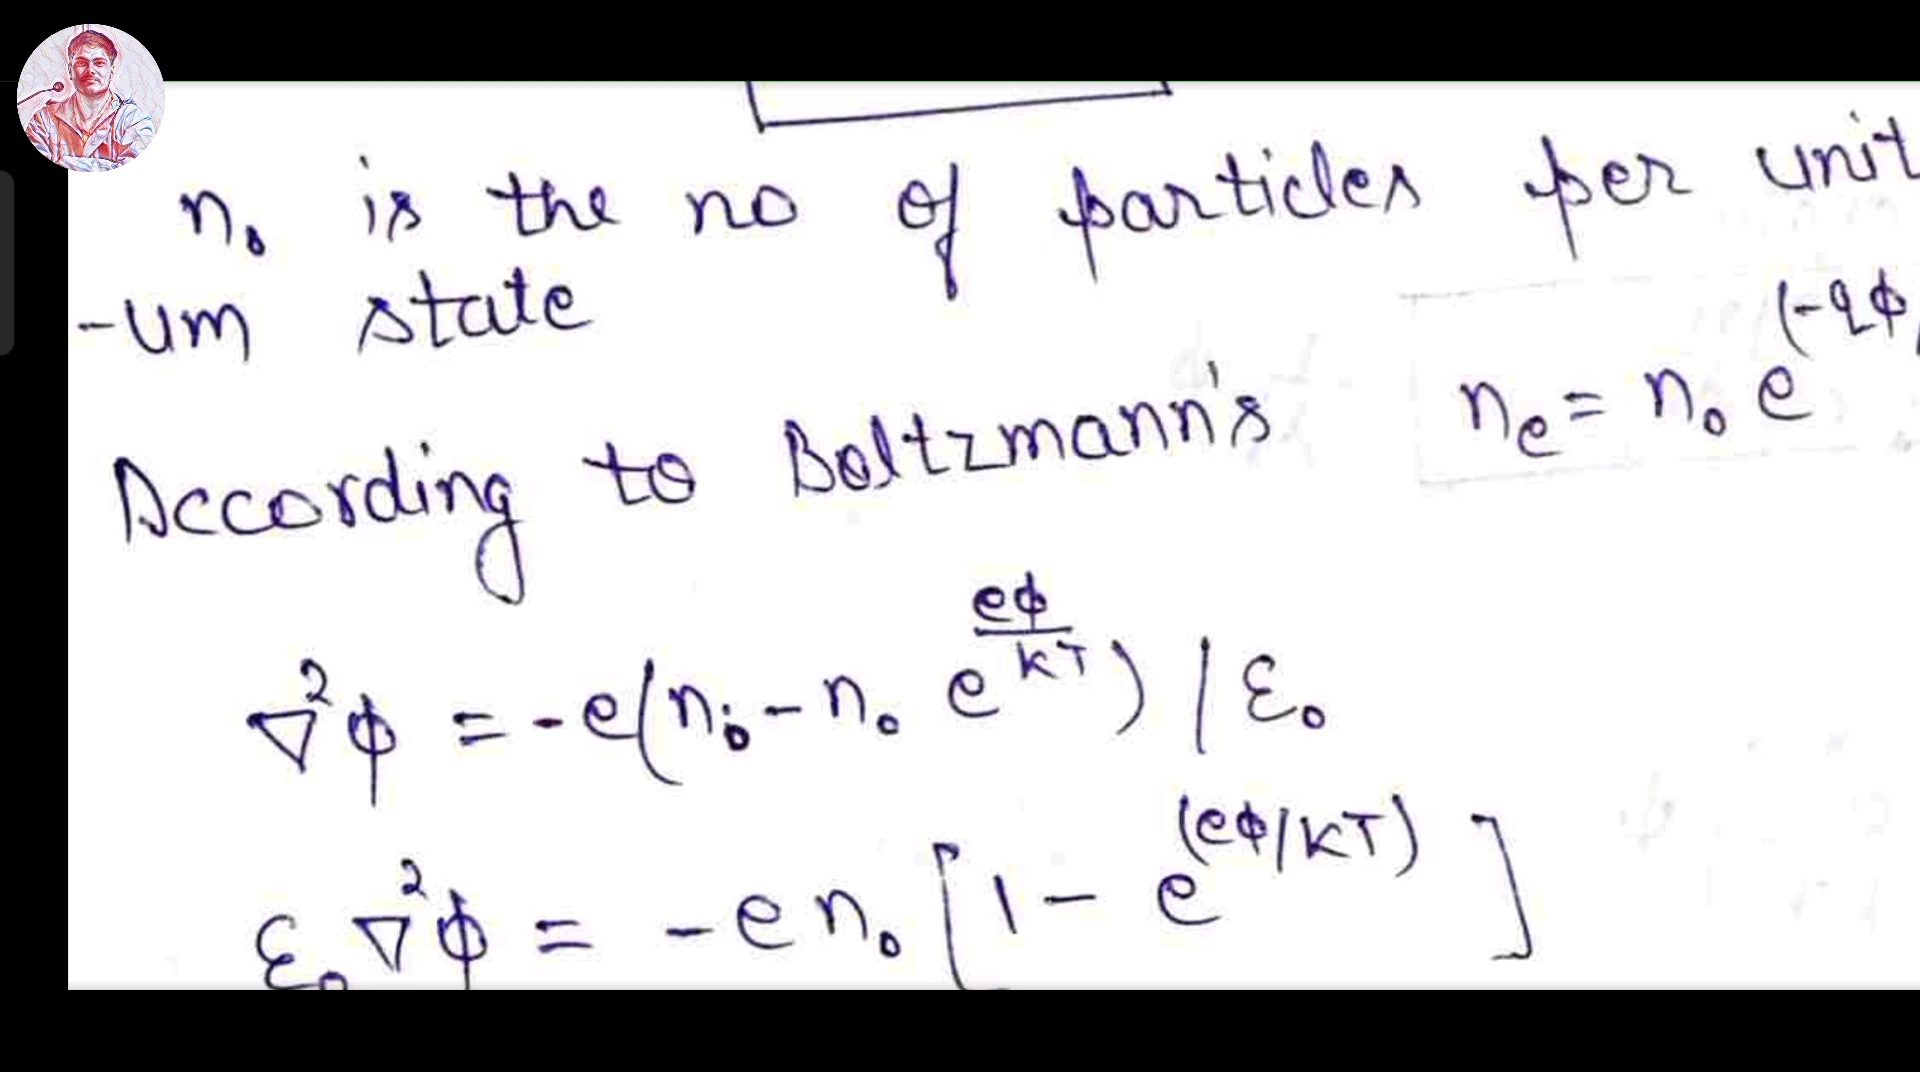 n₀ is the no of particles per unit
-um state
According to Boltzmann's nₑ = n₀ e^(-qϕ/
∇²ϕ = -e(n₀ - n₀ e^(eϕ/KT)) / ε₀
ε₀∇²ϕ = -en₀[1 - e^(eϕ/KT)]